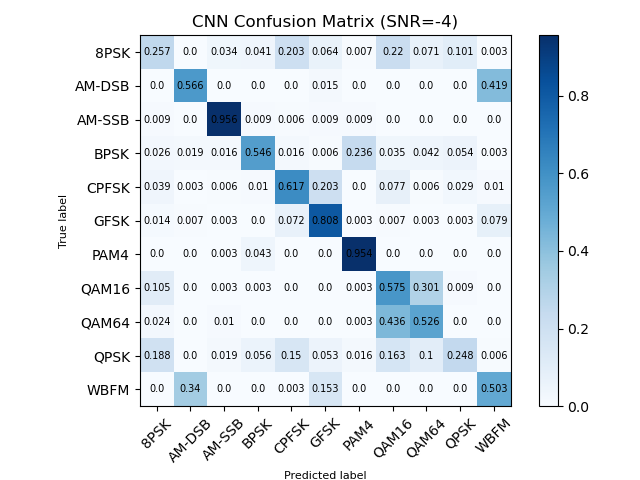 CNN Confusion Matrix (SNR=-4)
True label
8PSK 0.257 0.0 0.034 0.041 0.203 0.064 0.007 0.22 0.071 0.101 0.003
AM-DSB 0.0 0.566 0.0 0.0 0.0 0.015 0.0 0.0 0.0 0.0 0.419
AM-SSB 0.009 0.0 0.956 0.009 0.006 0.009 0.009 0.0 0.0 0.0 0.0
BPSK 0.026 0.019 0.016 0.546 0.016 0.006 0.236 0.035 0.042 0.054 0.003
CPFSK 0.039 0.003 0.006 0.01 0.617 0.203 0.0 0.077 0.006 0.029 0.01
GFSK 0.014 0.007 0.003 0.0 0.072 0.808 0.003 0.007 0.003 0.003 0.079
PAM4 0.0 0.0 0.003 0.043 0.0 0.0 0.954 0.0 0.0 0.0 0.0
QAM16 0.105 0.0 0.003 0.003 0.0 0.0 0.003 0.575 0.301 0.009 0.0
QAM64 0.024 0.0 0.01 0.0 0.0 0.0 0.003 0.436 0.526 0.0 0.0
QPSK 0.188 0.0 0.019 0.056 0.15 0.053 0.016 0.163 0.1 0.248 0.006
WBFM 0.0 0.34 0.0 0.0 0.003 0.153 0.0 0.0 0.0 0.0 0.503
8PSK AM-DSB AM-SSB BPSK CPFSK GFSK PAM4 QAM16 QAM64 QPSK WBFM
Predicted label
0.8
0.6
0.4
0.2
0.0